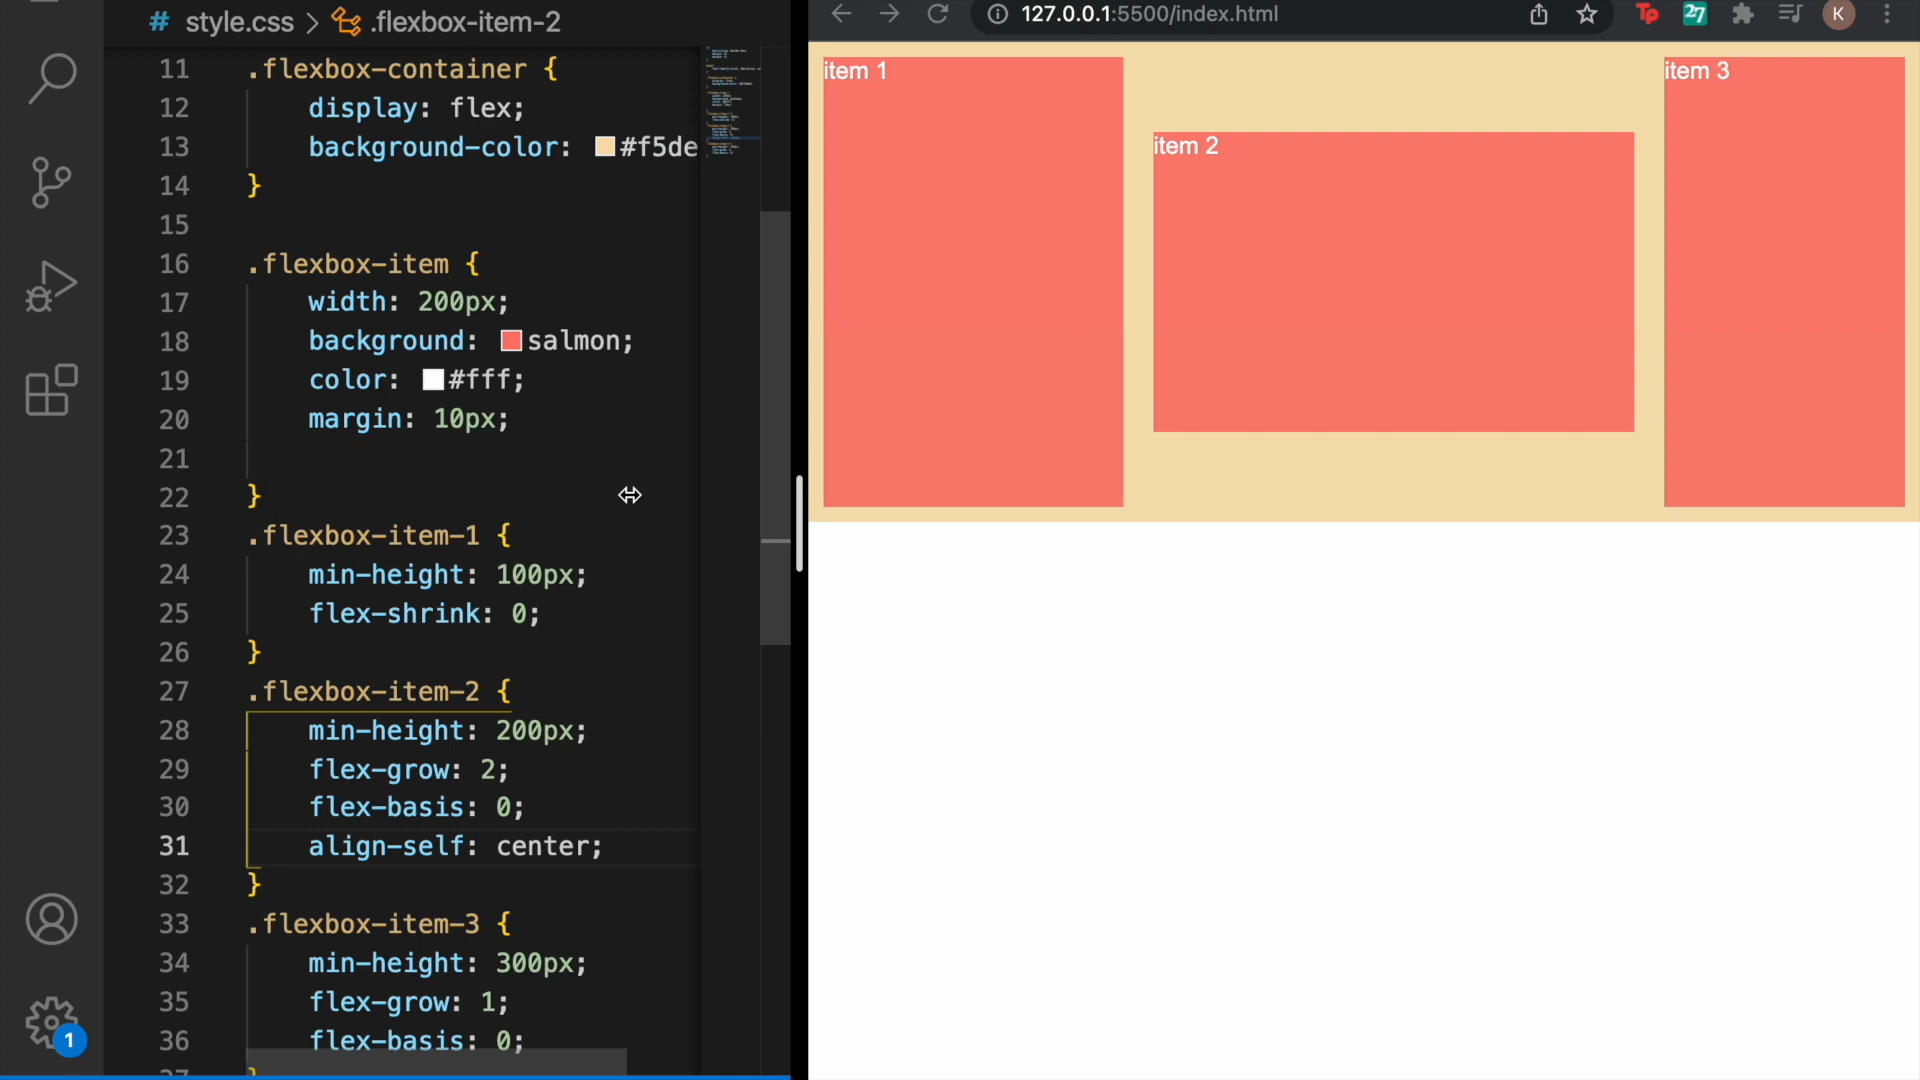 # style.css > .flexbox-item-2
11 .flexbox-container {
12 display: flex;
13 background-color: #f5de
14 }
15
16 .flexbox-item {
17 width: 200px;
18 background: salmon;
19 color: #fff;
20 margin: 10px;
21
22 }
23 .flexbox-item-1 {
24 min-height: 100px;
25 flex-shrink: 0;
26 }
27 .flexbox-item-2 {
28 min-height: 200px;
29 flex-grow: 2;
30 flex-basis: 0;
31 align-self: center;
32 }
33 .flexbox-item-3 {
34 min-height: 300px;
35 flex-grow: 1;
36 flex-basis: 0;
37 }
1
127.0.0.1:5500/index.html
Tp
27
K
item 1
item 2
item 3